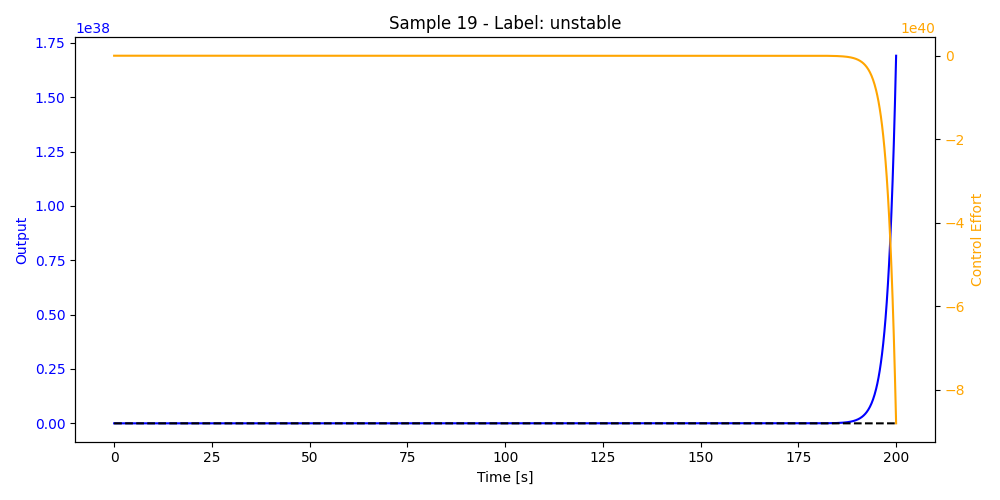 Sample 19 - Label: unstable
1e38
1e40
1.75
1.50
1.25
1.00
0.75
0.50
0.25
0.00
Output
0
−2
−4
−6
−8
Control Effort
0 25 50 75 100 125 150 175 200
Time [s]